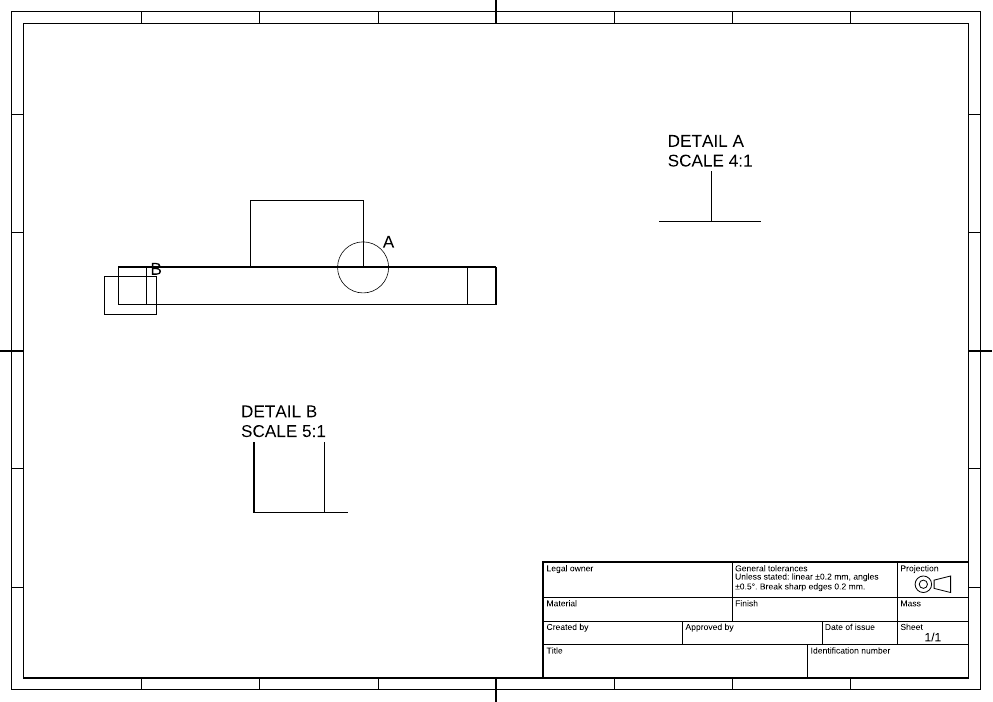 DETAIL A
SCALE 4:1
A
B
DETAIL B
SCALE 5:1
Legal owner
General tolerances
Unless stated: linear ±0.2 mm, angles
±0.5°. Break sharp edges 0.2 mm.
Projection
Material
Finish
Mass
Created by
Approved by
Date of issue
Sheet
1/1
Title
Identification number